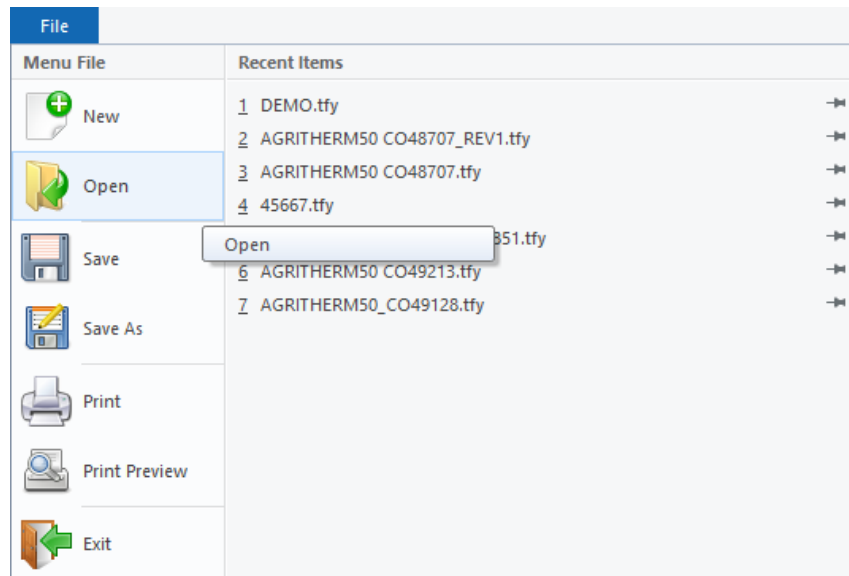 File
Menu File
New
Open
Save
Save As
Print
Print Preview
Exit
Recent Items
1 DEMO.tfy
2 AGRITHERM50 CO48707_REV1.tfy
3 AGRITHERM50 CO48707.tfy
4 45667.tfy
Open
351.tfy
6 AGRITHERM50 CO49213.tfy
7 AGRITHERM50_CO49128.tfy